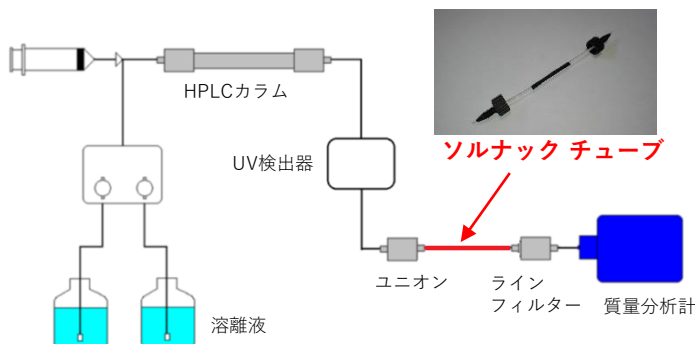 HPLCカラム
ソルナック チューブ
UV検出器
ユニオン
ライン
フィルター
質量分析計
溶離液